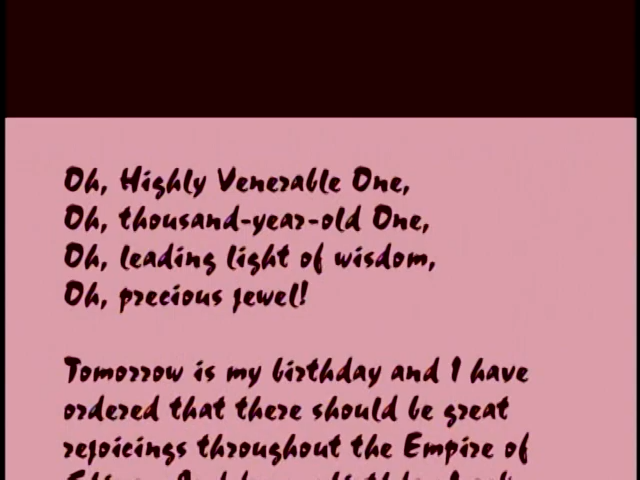 Oh, Highly Venerable One,
Oh, thousand-year-old One,
Oh, leading light of wisdom,
Oh, precious jewel!
Tomorrow is my birthday and I have
ordered that there should be great
rejoicings throughout the Empire of